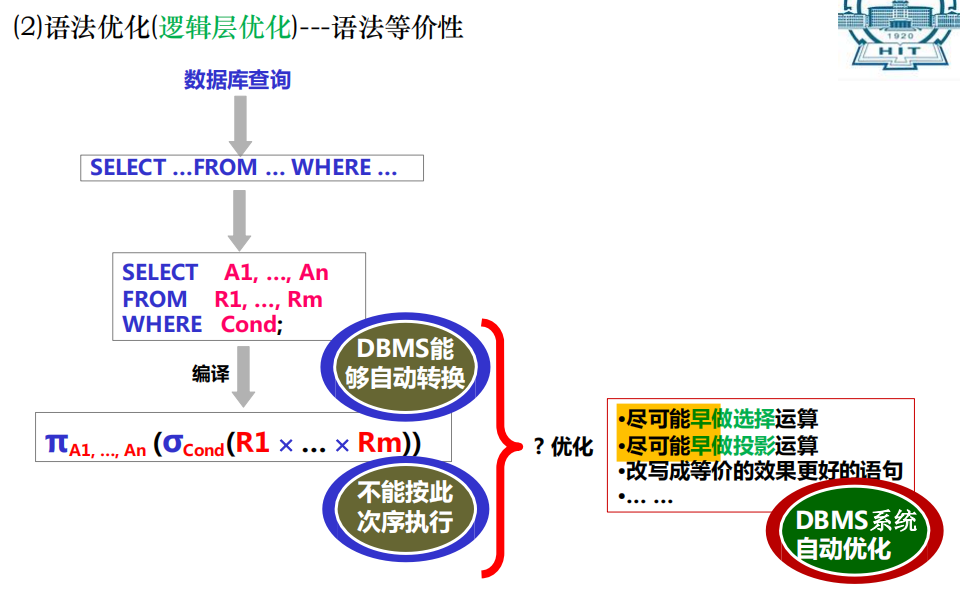 (2)语法优化(逻辑层优化)---语法等价性
1920
HIT
数据库查询
SELECT ...FROM ... WHERE ...
SELECT A1, ..., An
FROM R1, ..., Rm
WHERE Cond;
编译
DBMS能
够自动转换
πA1, ..., An (σCond(R1 × ... × Rm))
不能按此
次序执行
? 优化
•尽可能早做选择运算
•尽可能早做投影运算
•改写成等价的效果更好的语句
•... ...
DBMS系统
自动优化